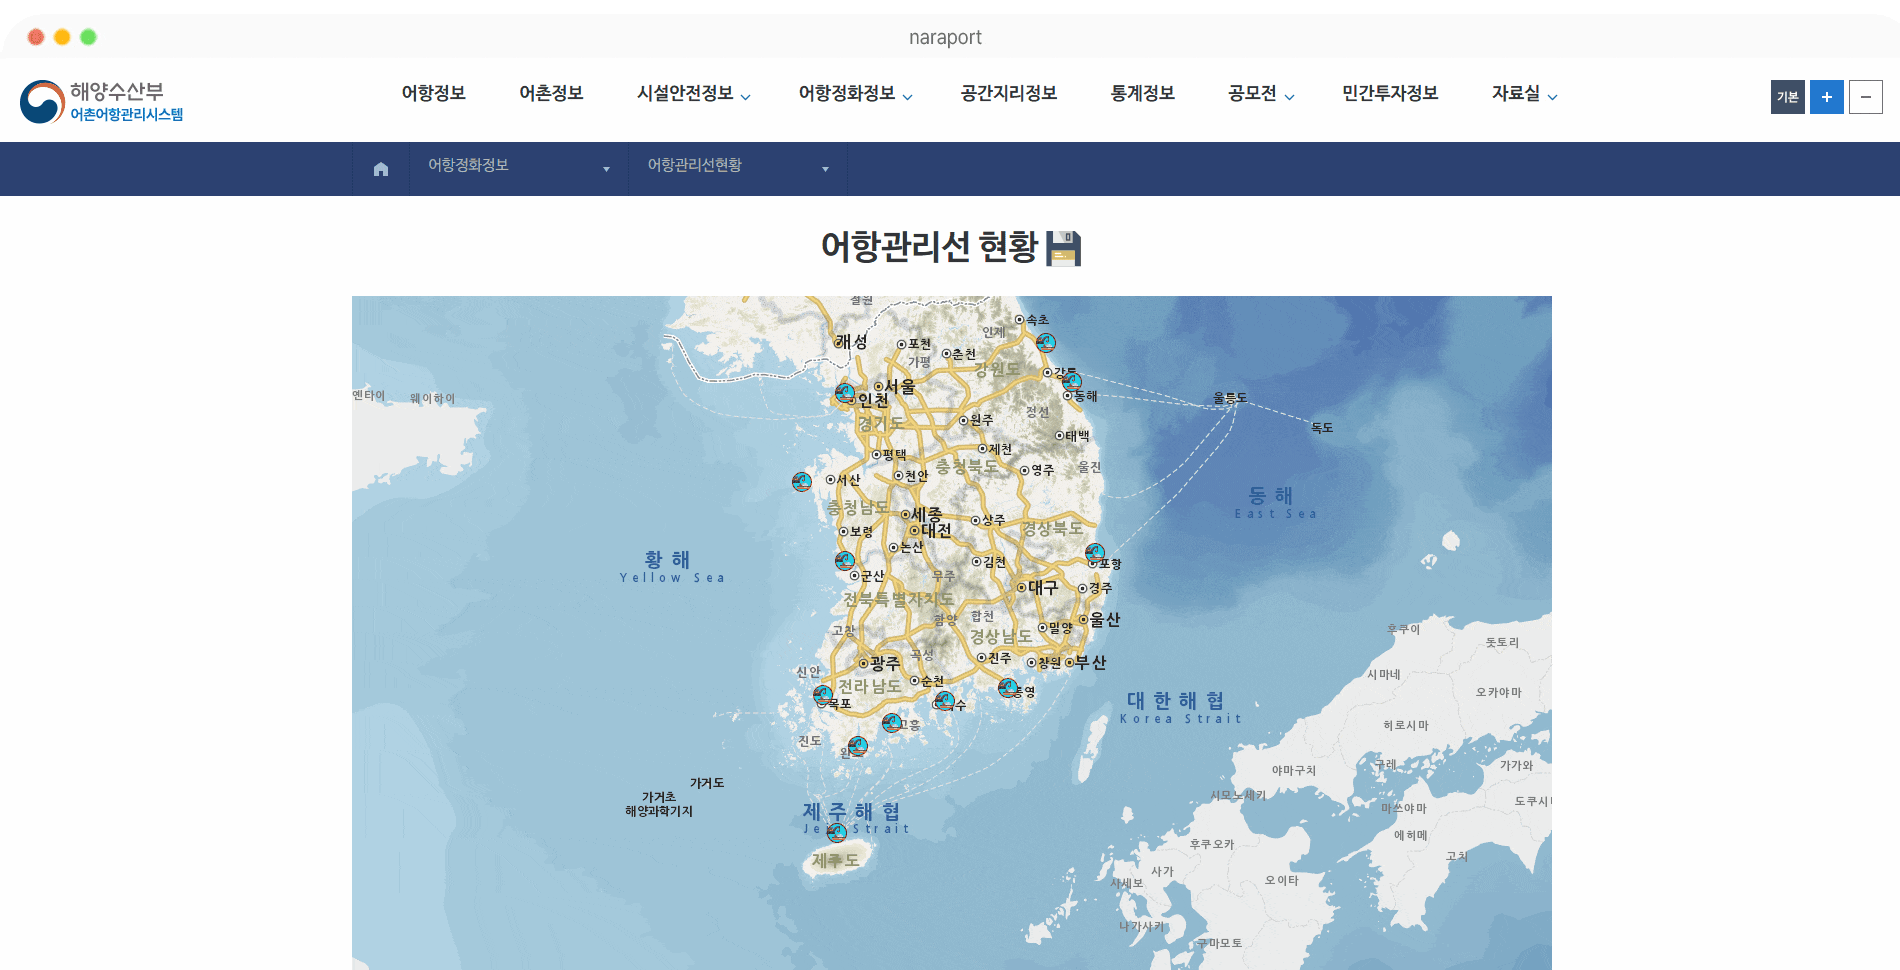 naraport
해양수산부
어촌어항관리시스템
어항정보 어촌정보 시설안전정보 어항정화정보 공간지리정보 통계정보 공모전 민간투자정보 자료실
기본 + −
어항정화정보 어항관리선현황
어항관리선 현황
철원
속초
인제
개성 포천
춘천
가평
강원도
서울
옌타이 웨이하이
인천
동해
울릉도
정선
경기도 원주
독도
태백
제천
평택
충청북도 영주 울진
서산 천안
충청남도
세종 상주
동해
East Sea
보령 대전 경상북도
논산
황해
Yellow Sea
김천
포항
군산 무주
대구 경주
전북특별자치도
함양 합천
울산
고창
경상남도 밀양
후쿠이
돗토리
곡성 진주 창원 부산
광주
신안
시마네
전라남도 순천
오카야마
목포
대한해협
Korea Strait
고흥
히로시마
진도
구레 가가와
야마구치
가거도
가거초
해양과학기지
시모노세키
도쿠시
마쓰야마
제주해협
Strait
에히메
후쿠오카
고치
제주도
사가
사세보 오이타
나가사키
구마모토